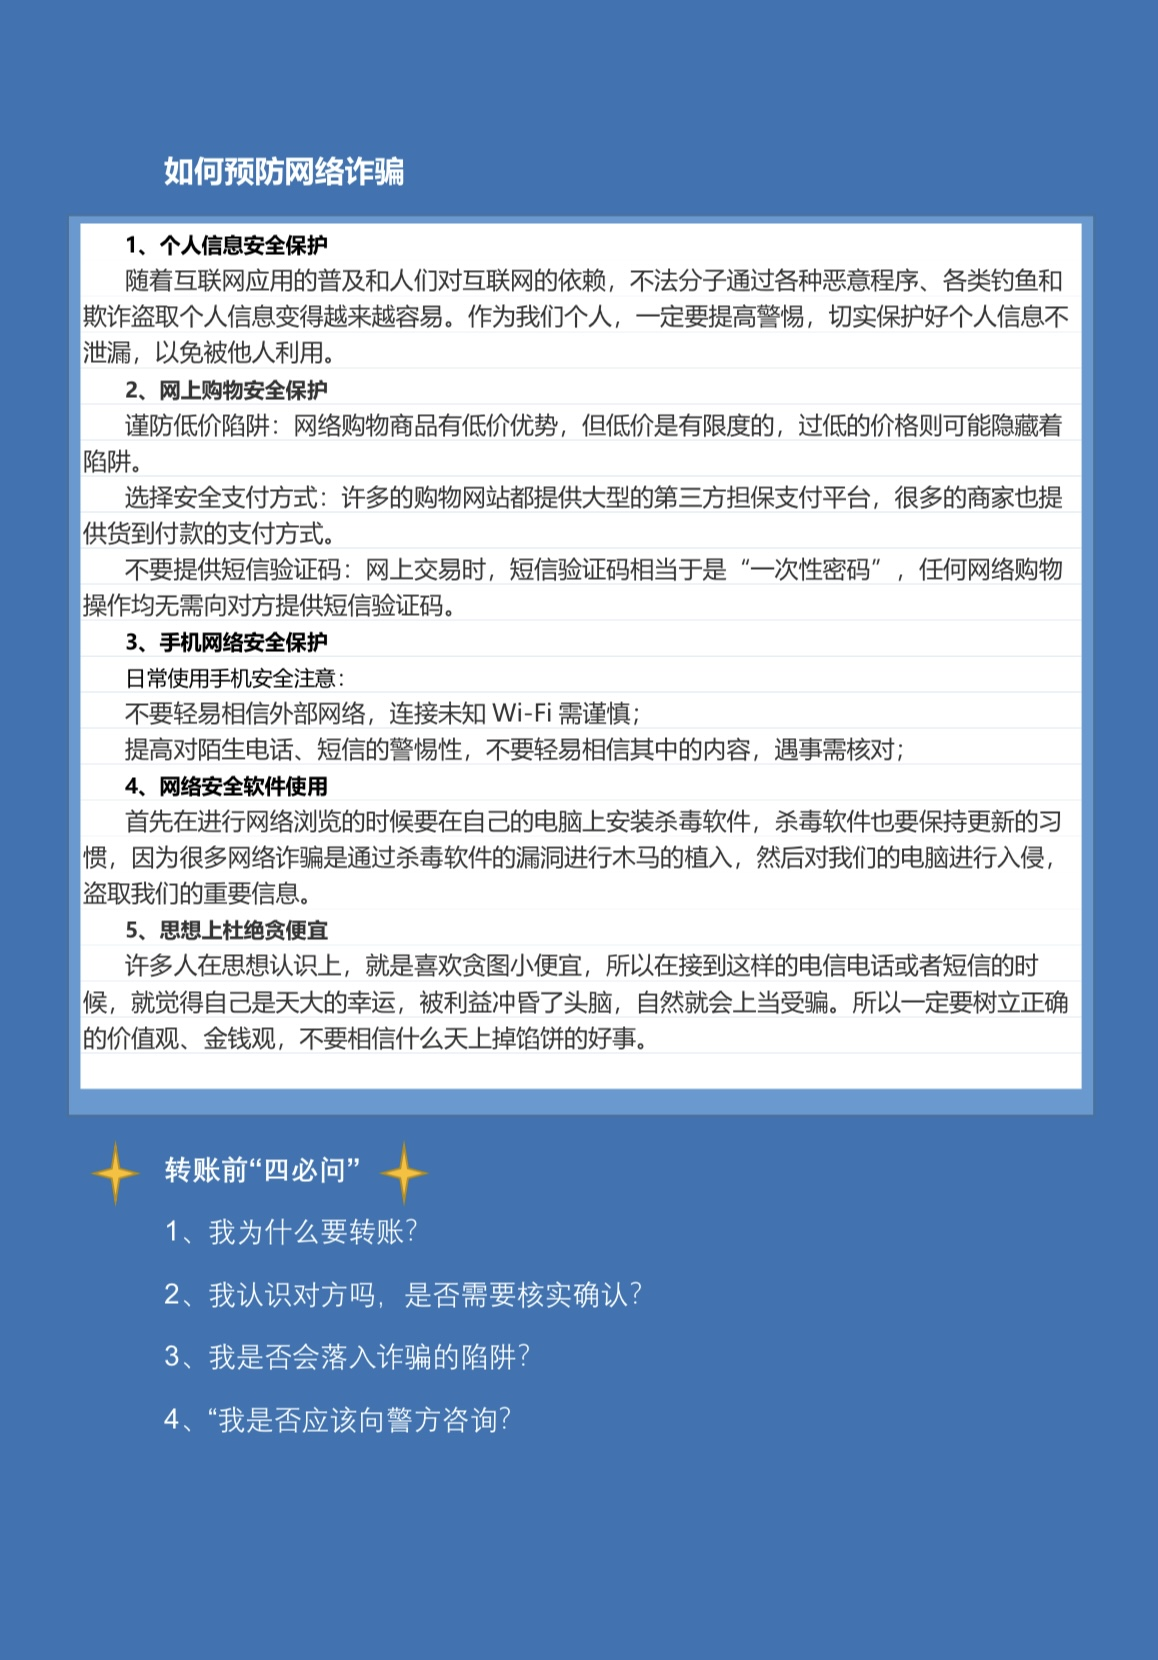 如何预防网络诈骗
1、个人信息安全保护
随着互联网应用的普及和人们对互联网的依赖，不法分子通过各种恶意程序、各类钓鱼和
欺诈盗取个人信息变得越来越容易。作为我们个人，一定要提高警惕，切实保护好个人信息不
泄漏，以免被他人利用。
2、网上购物安全保护
谨防低价陷阱：网络购物商品有低价优势，但低价是有限度的，过低的价格则可能隐藏着
陷阱。
选择安全支付方式：许多的购物网站都提供大型的第三方担保支付平台，很多的商家也提
供货到付款的支付方式。
不要提供短信验证码：网上交易时，短信验证码相当于是“一次性密码”，任何网络购物
操作均无需向对方提供短信验证码。
3、手机网络安全保护
日常使用手机安全注意：
不要轻易相信外部网络，连接未知 Wi-Fi 需谨慎；
提高对陌生电话、短信的警惕性，不要轻易相信其中的内容，遇事需核对；
4、网络安全软件使用
首先在进行网络浏览的时候要在自己的电脑上安装杀毒软件，杀毒软件也要保持更新的习
惯，因为很多网络诈骗是通过杀毒软件的漏洞进行木马的植入，然后对我们的电脑进行入侵，
盗取我们的重要信息。
5、思想上杜绝贪便宜
许多人在思想认识上，就是喜欢贪图小便宜，所以在接到这样的电信电话或者短信的时
候，就觉得自己是天大的幸运，被利益冲昏了头脑，自然就会上当受骗。所以一定要树立正确
的价值观、金钱观，不要相信什么天上掉馅饼的好事。
转账前“四必问”
1、我为什么要转账？
2、我认识对方吗，是否需要核实确认？
3、我是否会落入诈骗的陷阱？
4、“我是否应该向警方咨询？